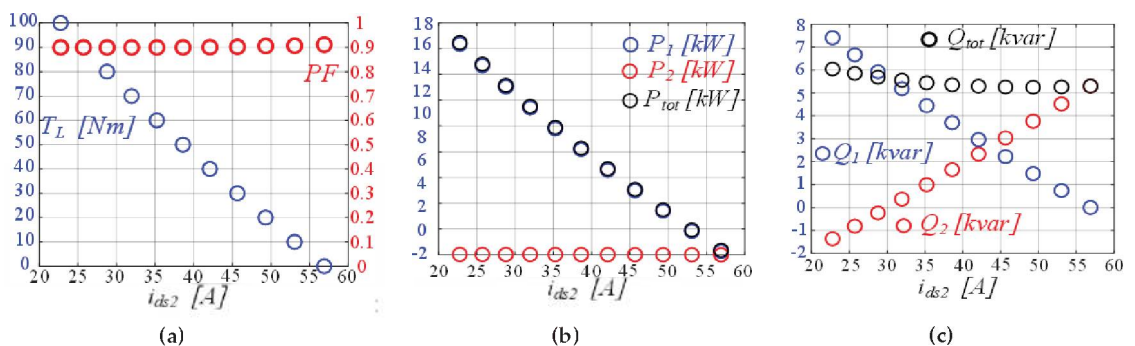 100
90
80
70
60
50
40
30
20
10
0
1
0.9
0.8
0.7
0.6
0.5
0.4
0.3
0.2
0.1
0
PF
T_L [Nm]
20 25 30 35 40 45 50 55 60
i_ds2 [A]
(a)
18
16
14
12
10
8
6
4
2
0
-2
P_1 [kW]
P_2 [kW]
P_tot [kW]
20 25 30 35 40 45 50 55 60
i_ds2 [A]
(b)
8
7
6
5
4
3
2
1
0
-1
-2
Q_tot [kvar]
Q_1 [kvar]
Q_2 [kvar]
20 25 30 35 40 45 50 55 60
i_ds2 [A]
(c)